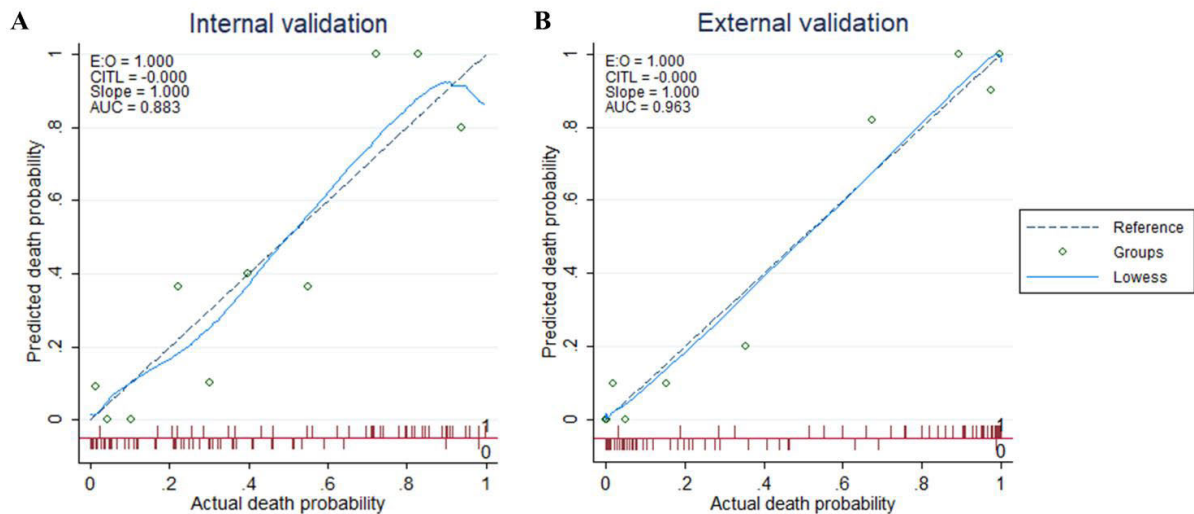 A
Internal validation
E:O = 1.000
CITL = -0.000
Slope = 1.000
AUC = 0.883
Predicted death probability
1
.8
.6
.4
.2
0
1
0
0 .2 .4 .6 .8 1
Actual death probability
B
External validation
E:O = 1.000
CITL = -0.000
Slope = 1.000
AUC = 0.963
Predicted death probability
1
.8
.6
.4
.2
0
1
0
0 .2 .4 .6 .8 1
Actual death probability
Reference
Groups
Lowess